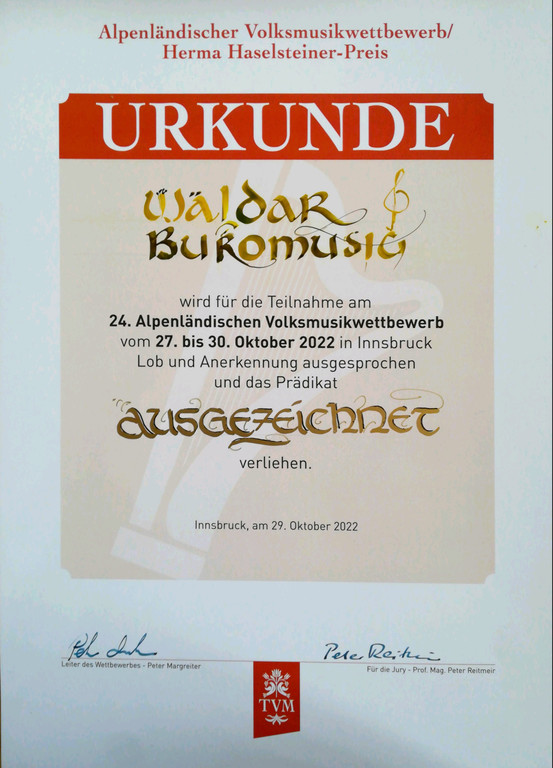 Alpenländischer Volksmusikwettbewerb/
Herma Haselsteiner-Preis
URKUNDE
Wäldar
Bukomusig
wird für die Teilnahme am
24. Alpenländischen Volksmusikwettbewerb
vom 27. bis 30. Oktober 2022 in Innsbruck
Lob und Anerkennung ausgesprochen
und das Prädikat
AUSGEZEICHNET
verliehen.
Innsbruck, am 29. Oktober 2022
Leiter des Wettbewerbes - Peter Margreiter
Für die Jury - Prof. Mag. Peter Reitmeir
TVM